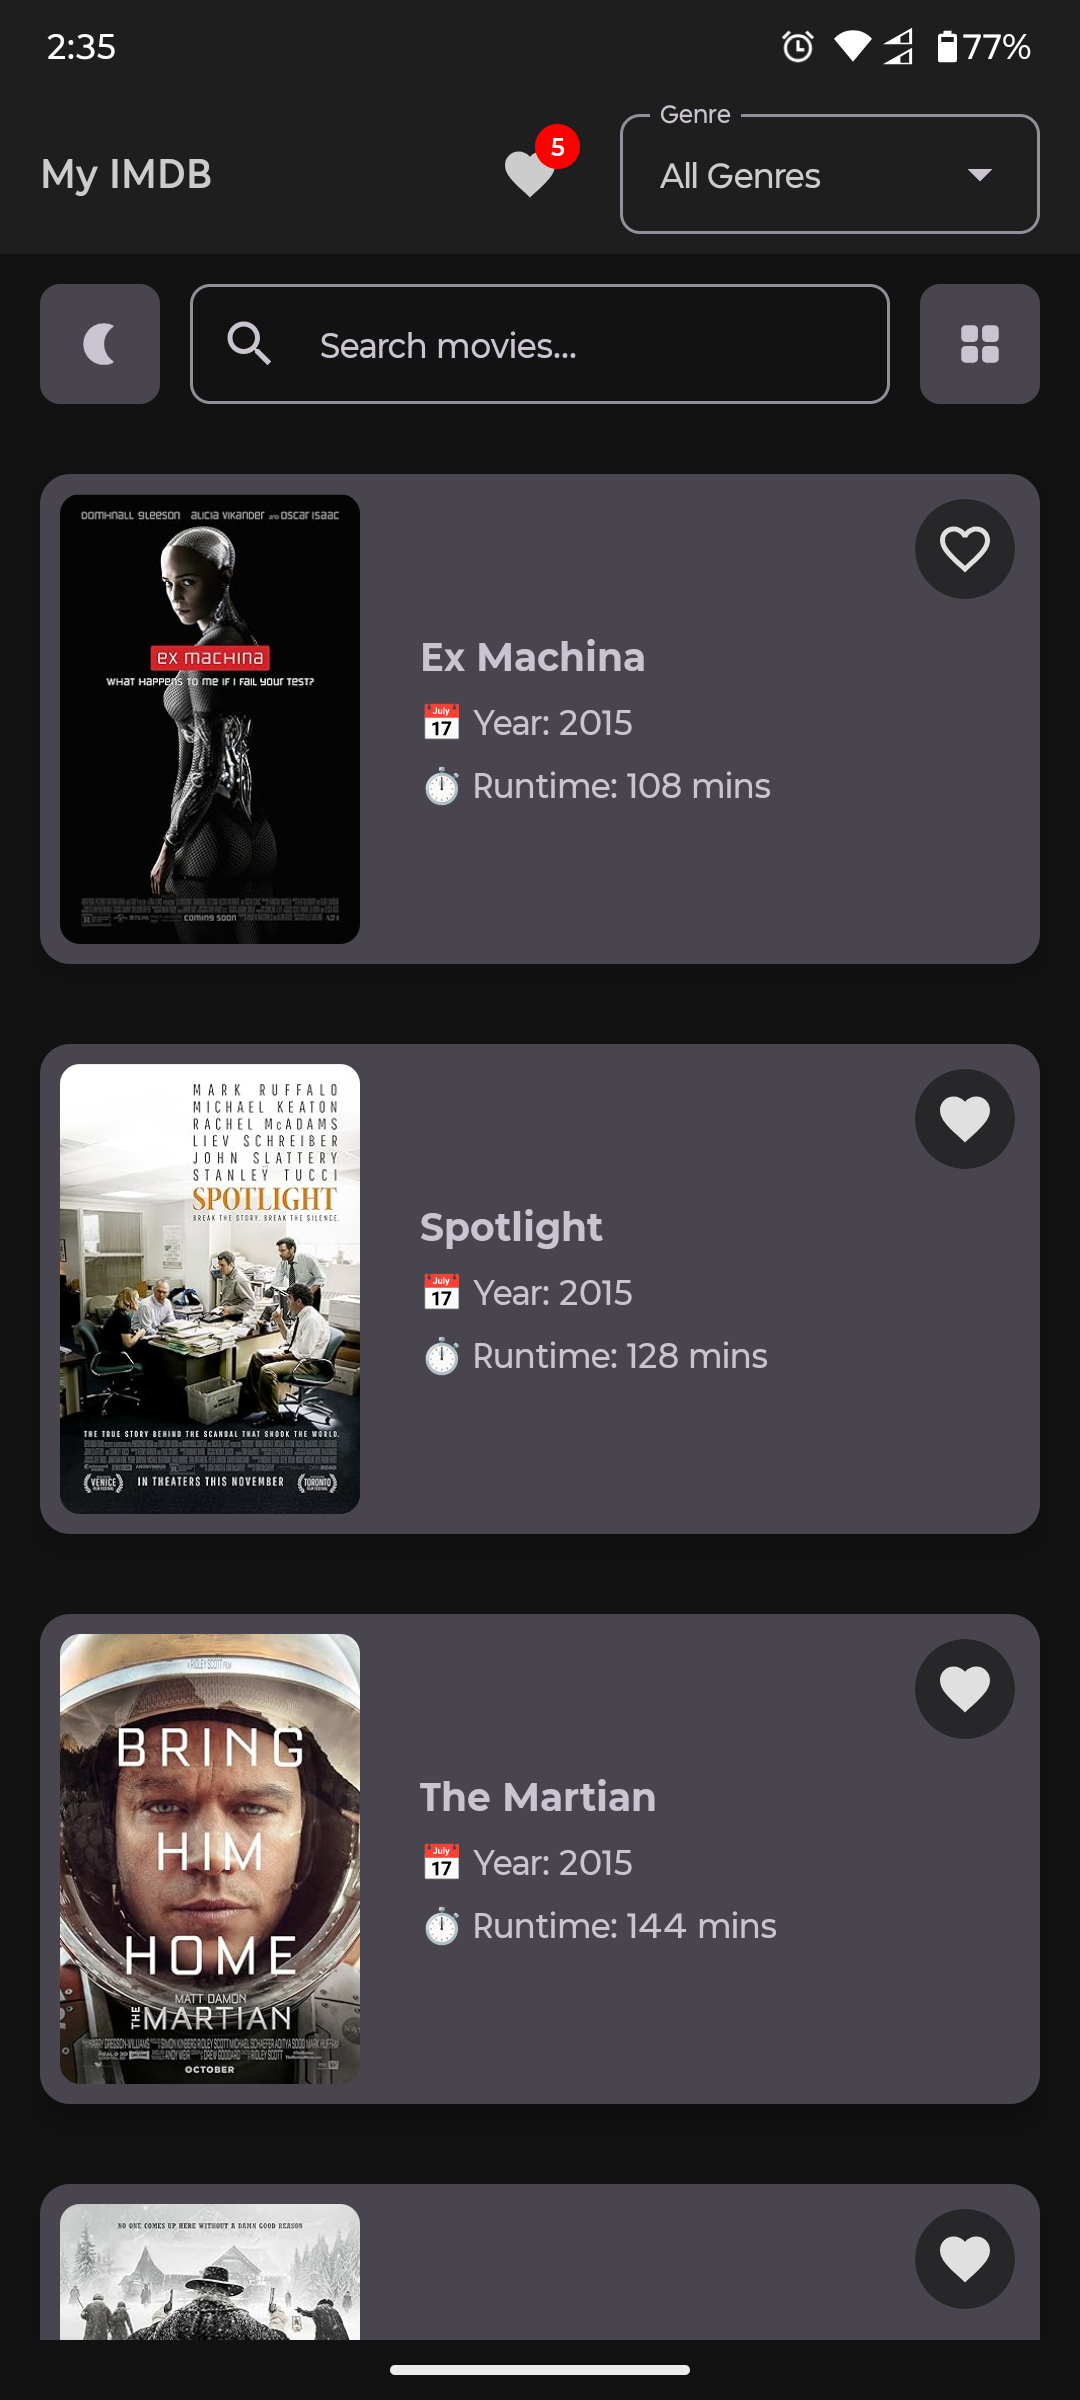 2:35
77%
My IMDB
5
Genre
All Genres
Search movies...
DOMHNALL GLEESON ALICIA VIKANDER AND OSCAR ISAAC
EX MACHINA
WHAT HAPPENS TO ME IF I FAIL YOUR TEST?
COMING SOON
Ex Machina
July
17
Year: 2015
Runtime: 108 mins
MARK RUFFALO
MICHAEL KEATON
RACHEL McADAMS
LIEV SCHREIBER
JOHN SLATTERY
STANLEY TUCCI
SPOTLIGHT
BREAK THE STORY. BREAK THE SILENCE.
THE TRUE STORY BEHIND THE SCANDAL THAT SHOOK THE WORLD.
VENICE
IN THEATERS THIS NOVEMBER
TORONTO
Spotlight
July
17
Year: 2015
Runtime: 128 mins
A RIDLEY SCOTT FILM
BRING
HIM
HOME
MATT DAMON
THE MARTIAN
OCTOBER
The Martian
July
17
Year: 2015
Runtime: 144 mins
NO ONE COMES UP HERE WITHOUT A DAMN GOOD REASON